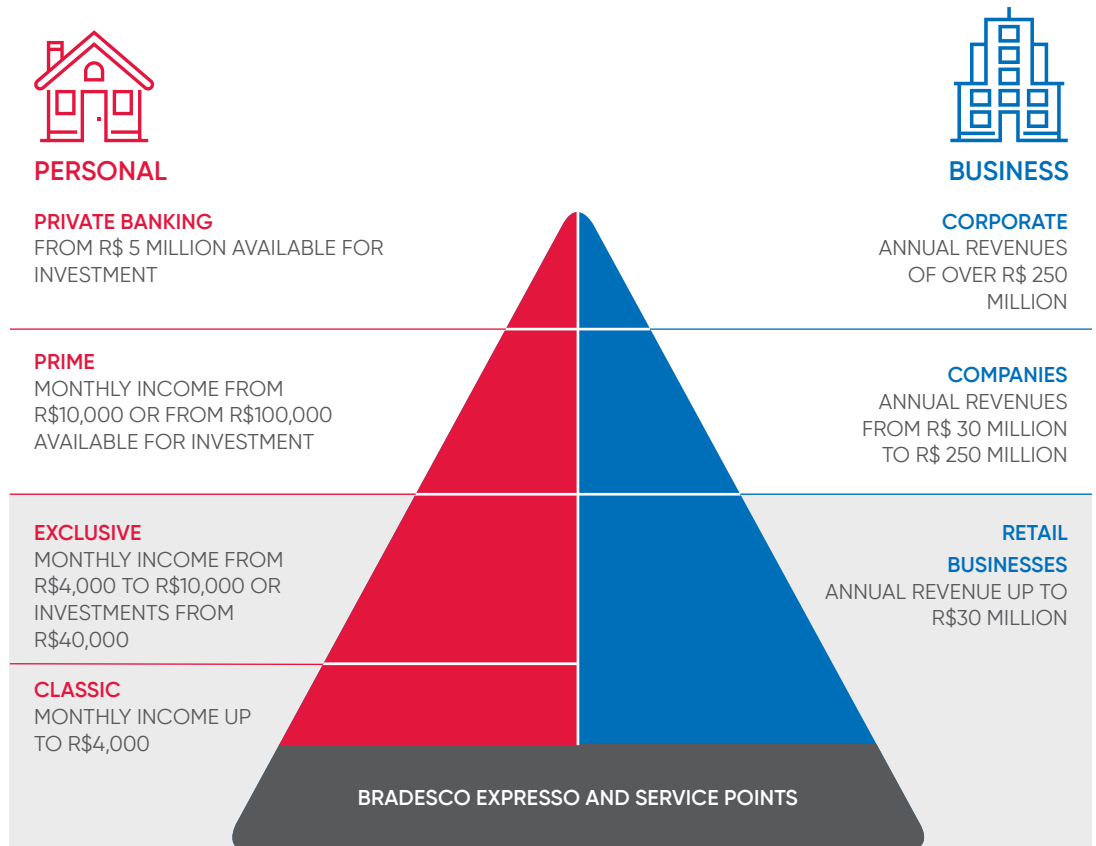 PERSONAL
PRIVATE BANKING
FROM R$ 5 MILLION AVAILABLE FOR
INVESTMENT
PRIME
MONTHLY INCOME FROM
R$10,000 OR FROM R$100,000
AVAILABLE FOR INVESTMENT
EXCLUSIVE
MONTHLY INCOME FROM
R$4,000 TO R$10,000 OR
INVESTMENTS FROM
R$40,000
CLASSIC
MONTHLY INCOME UP
TO R$4,000
BUSINESS
CORPORATE
ANNUAL REVENUES
OF OVER R$ 250
MILLION
COMPANIES
ANNUAL REVENUES
FROM R$ 30 MILLION
TO R$ 250 MILLION
RETAIL
BUSINESSES
ANNUAL REVENUE UP TO
R$30 MILLION
BRADESCO EXPRESSO AND SERVICE POINTS